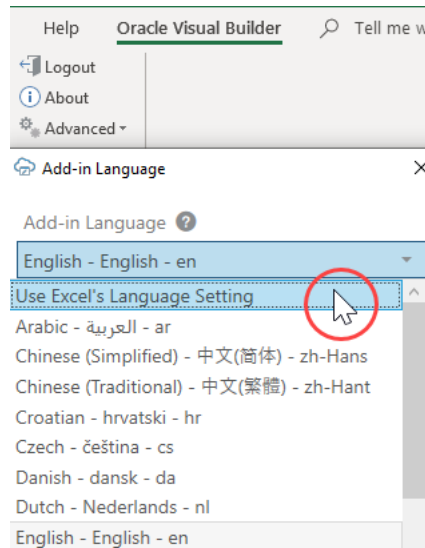 Help Oracle Visual Builder Tell me
Logout
About
Advanced
Add-in Language
Add-in Language
English - English - en
Use Excel's Language Setting
Arabic - العربية - ar
Chinese (Simplified) - 中文(简体) - zh-Hans
Chinese (Traditional) - 中文(繁體) - zh-Hant
Croatian - hrvatski - hr
Czech - čeština - cs
Danish - dansk - da
Dutch - Nederlands - nl
English - English - en